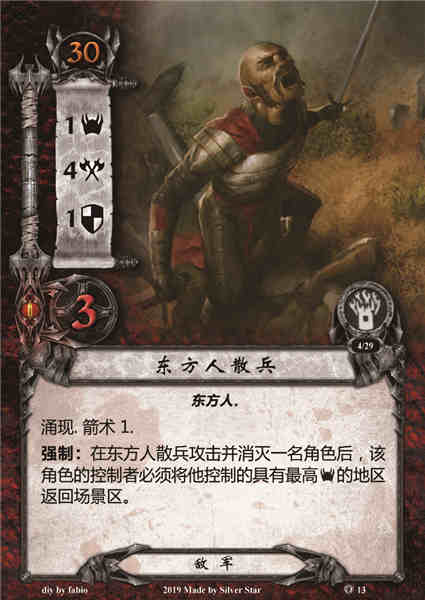 30
1
4
1
3
4/29
东方人散兵
东方人.
涌现. 箭术 1.
强制：在东方人散兵攻击并消灭一名角色后，该
角色的控制者必须将他控制的具有最高的地区
返回场景区。
敌军
diy by fabio 2019 Made by Silver Star 13